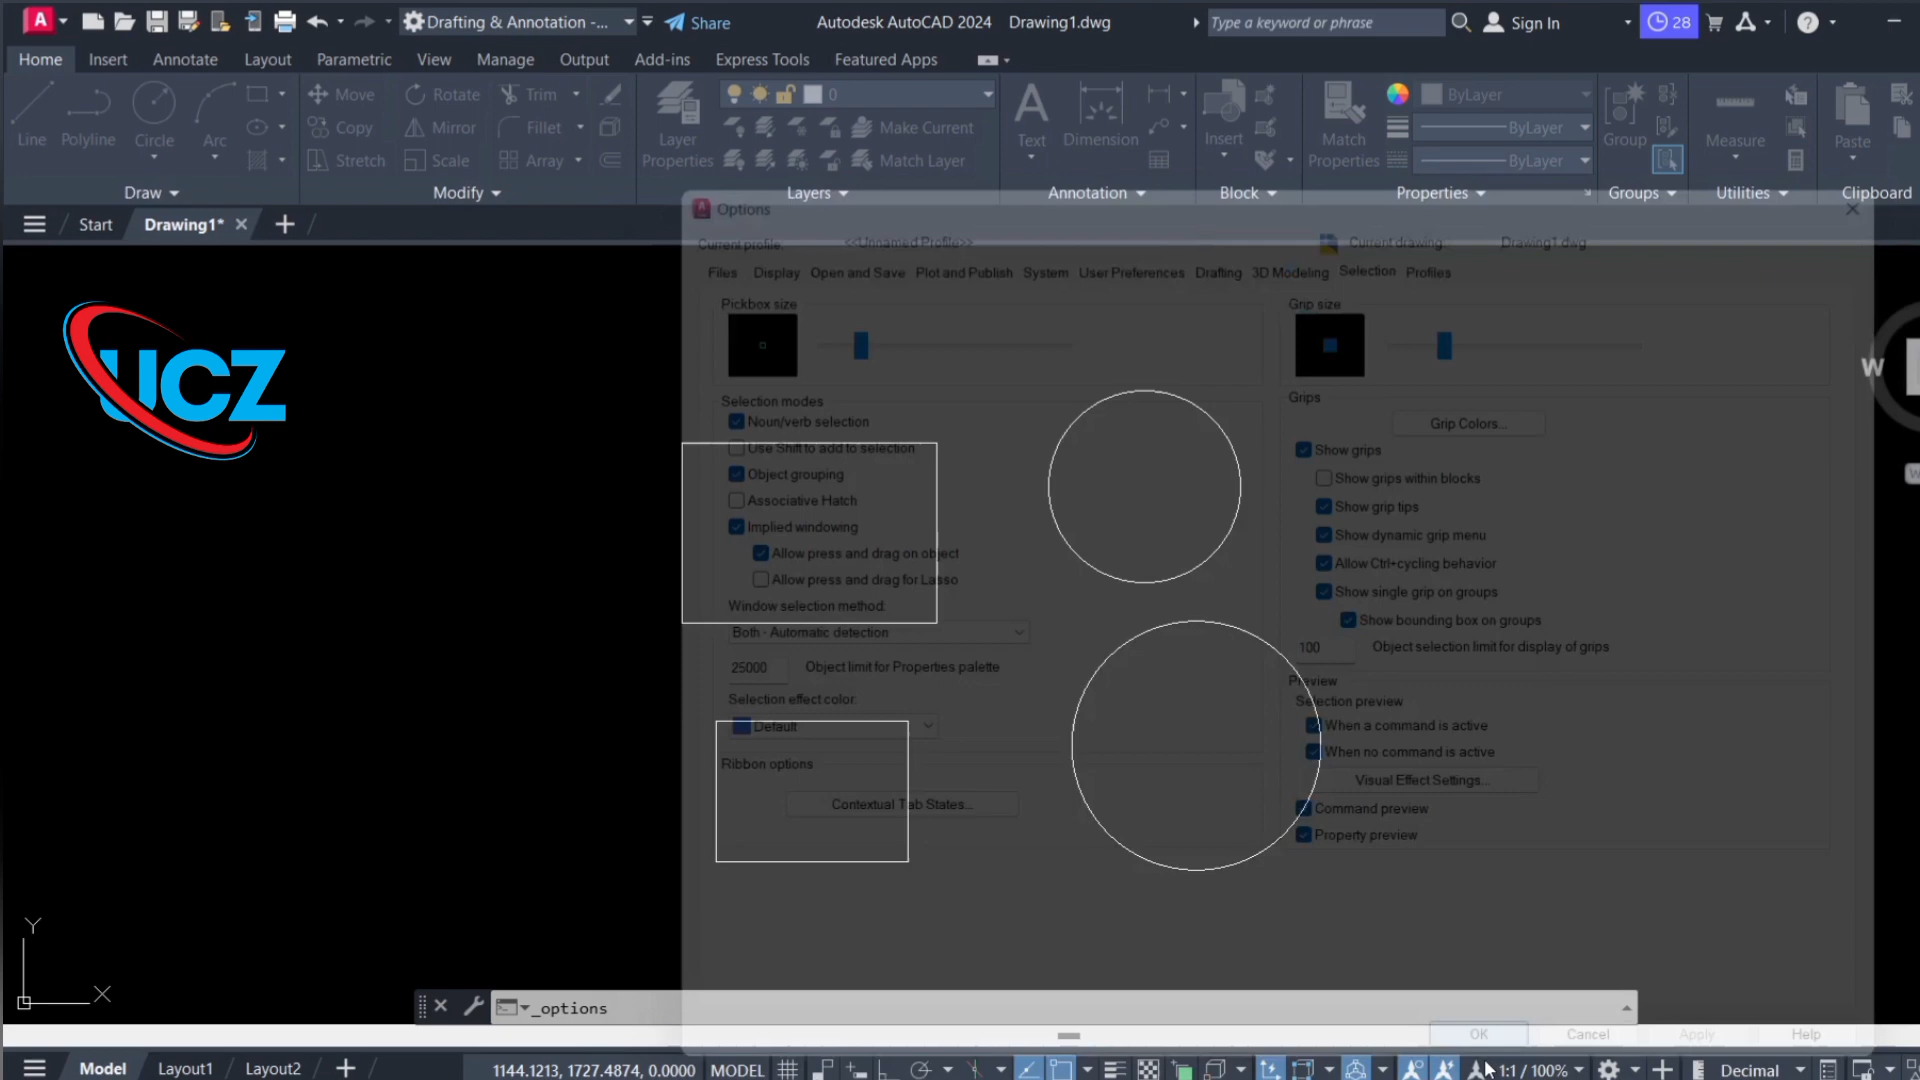 Drafting & Annotation -...
Share
Autodesk AutoCAD 2024 Drawing1.dwg
Type a keyword or phrase
Sign In
28
Home Insert Annotate Layout Parametric View Manage Output Add-ins Express Tools Featured Apps
Line Polyline Circle Arc
Move Rotate Trim
Copy Mirror Fillet
Stretch Scale Array
Layer Properties
0
Make Current
Match Layer
Text Dimension
Insert
Match Properties
ByLayer
ByLayer
ByLayer
Group
Measure
Paste
Draw Modify Layers Annotation Block Properties Groups Utilities Clipboard
Start Drawing1*
Options
Current profile: <<Unnamed Profile>> Current drawing: Drawing1.dwg
Files Display Open and Save Plot and Publish System User Preferences Drafting 3D Modeling Selection Profiles
Pickbox size
Selection modes
Noun/verb selection
Use Shift to add to selection
Object grouping
Associative Hatch
Implied windowing
Allow press and drag on object
Allow press and drag for Lasso
Window selection method:
Both - Automatic detection
25000 Object limit for Properties palette
Selection effect color:
Default
Ribbon options
Contextual Tab States...
Grip size
Grips
Grip Colors...
Show grips
Show grips within blocks
Show grip tips
Show dynamic grip menu
Allow Ctrl+cycling behavior
Show single grip on groups
Show bounding box on groups
100 Object selection limit for display of grips
Preview
Selection preview
When a command is active
When no command is active
Visual Effect Settings...
Command preview
Property preview
OK Cancel Apply Help
UCZ
W
Y
X
_options
Model Layout1 Layout2
1144.1213, 1727.4874, 0.0000 MODEL
1:1 / 100%
Decimal